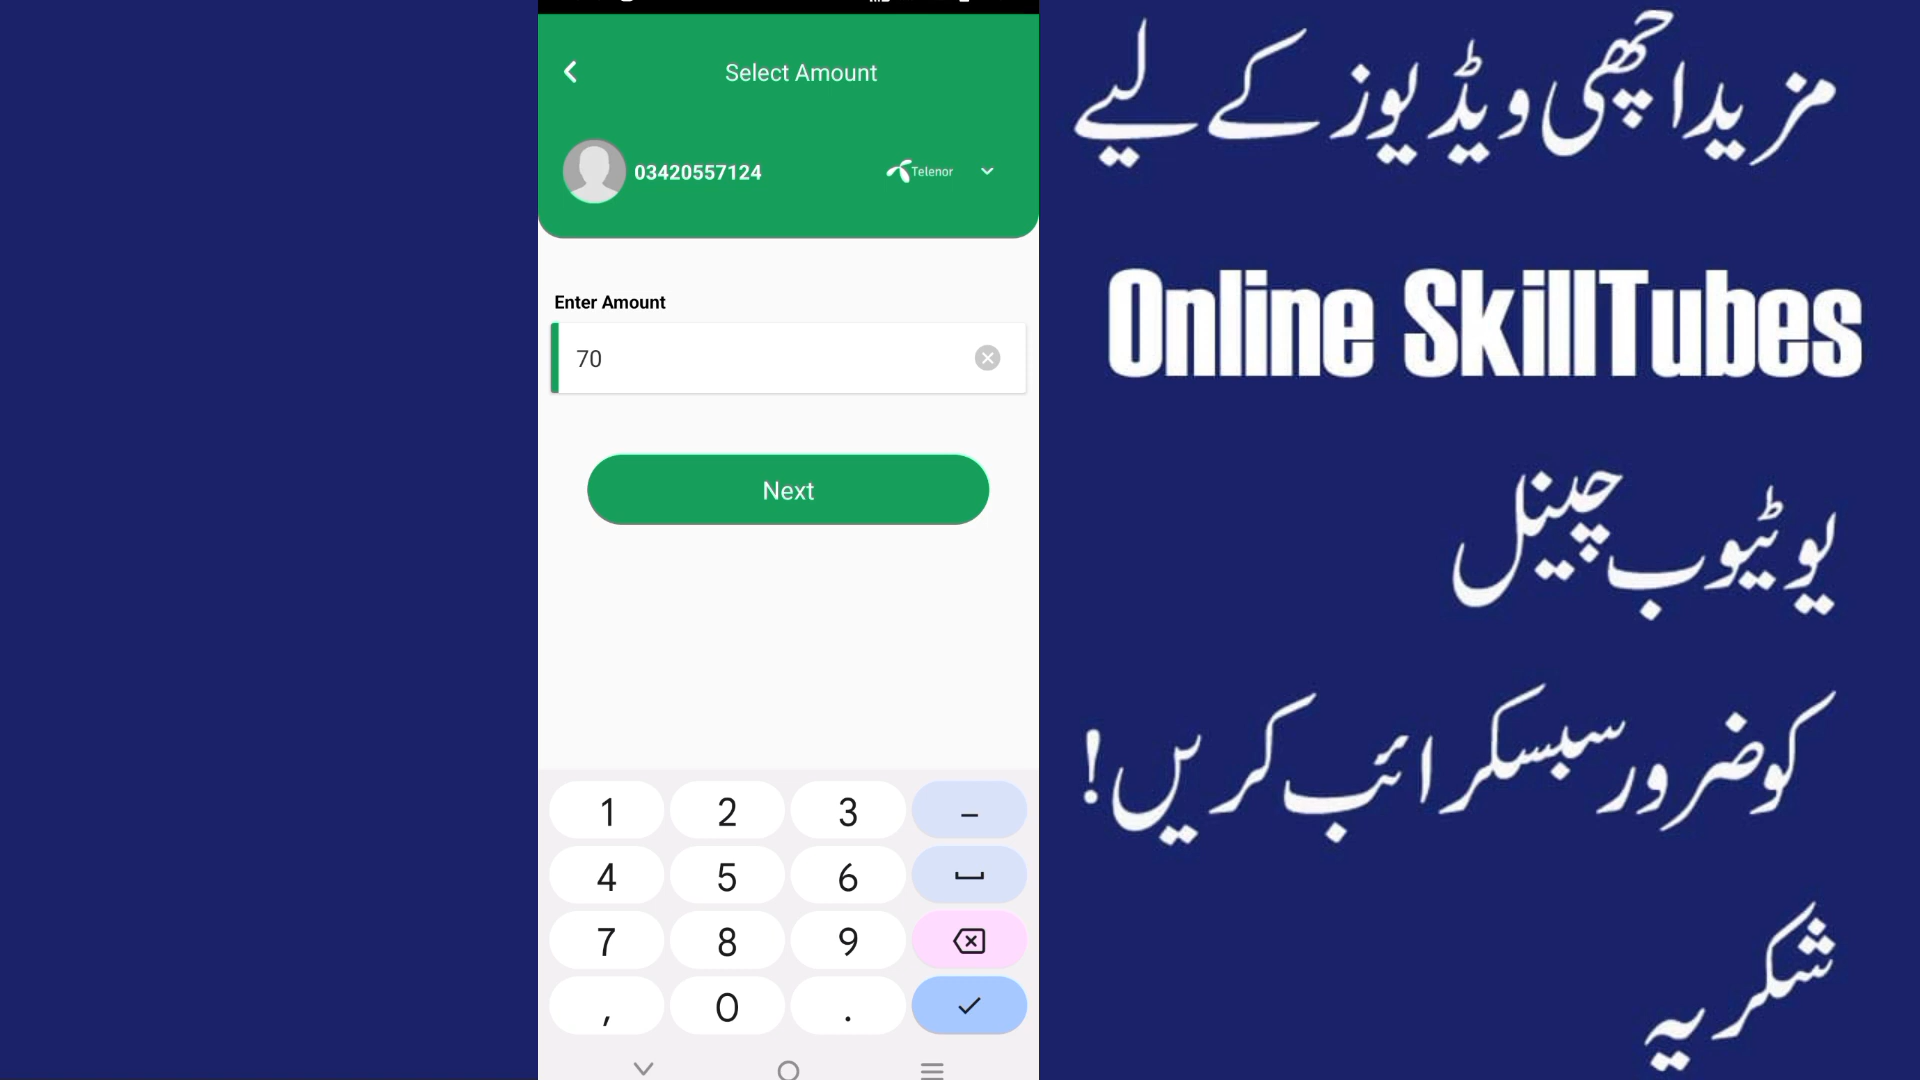 Select Amount
03420557124
Telenor
Enter Amount
70
Next
1 2 3 –
4 5 6
7 8 9
, 0 .
مزید اچھی ویڈیوز کے لیے
Online SkillTubes
یوٹیوب چینل
کو ضرور سبسکرائب کریں!
شکریہ